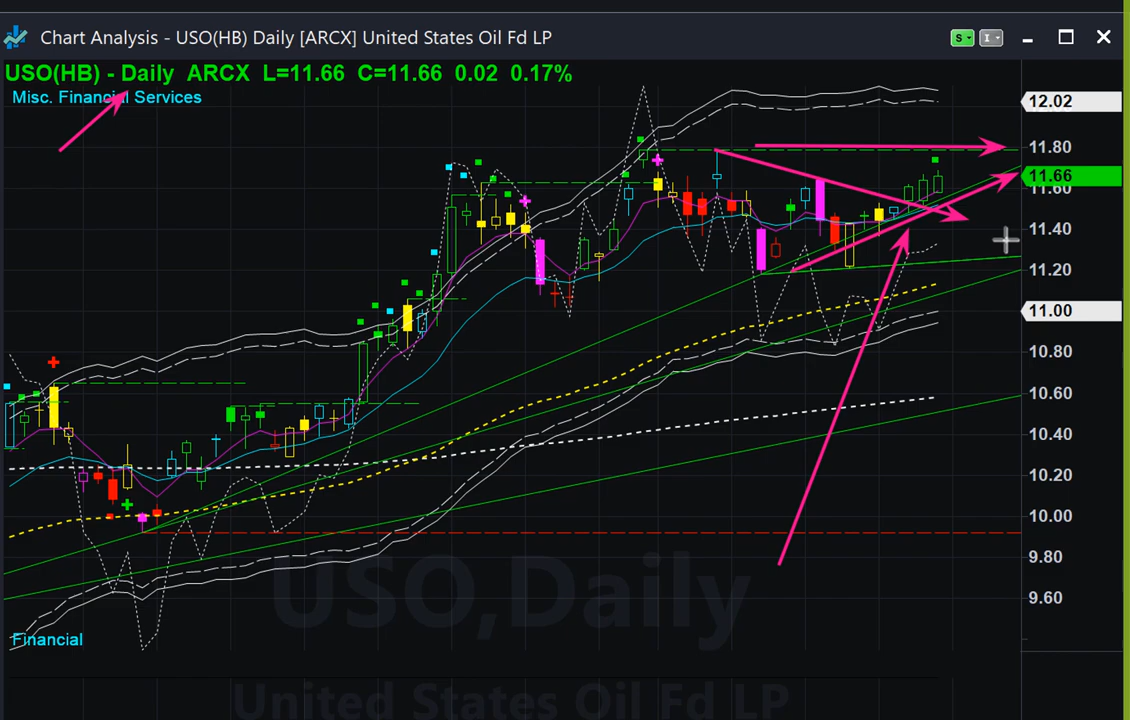 Chart Analysis - USO(HB) Daily [ARCX] United States Oil Fd LP
S
I
USO(HB) - Daily ARCX L=11.66 C=11.66 0.02 0.17%
Misc. Financial Services
12.02
11.80
11.66
11.60
11.40
11.20
11.00
10.80
10.60
10.40
10.20
10.00
9.80
9.60
USO,Daily
Financial
United States Oil Fd LP